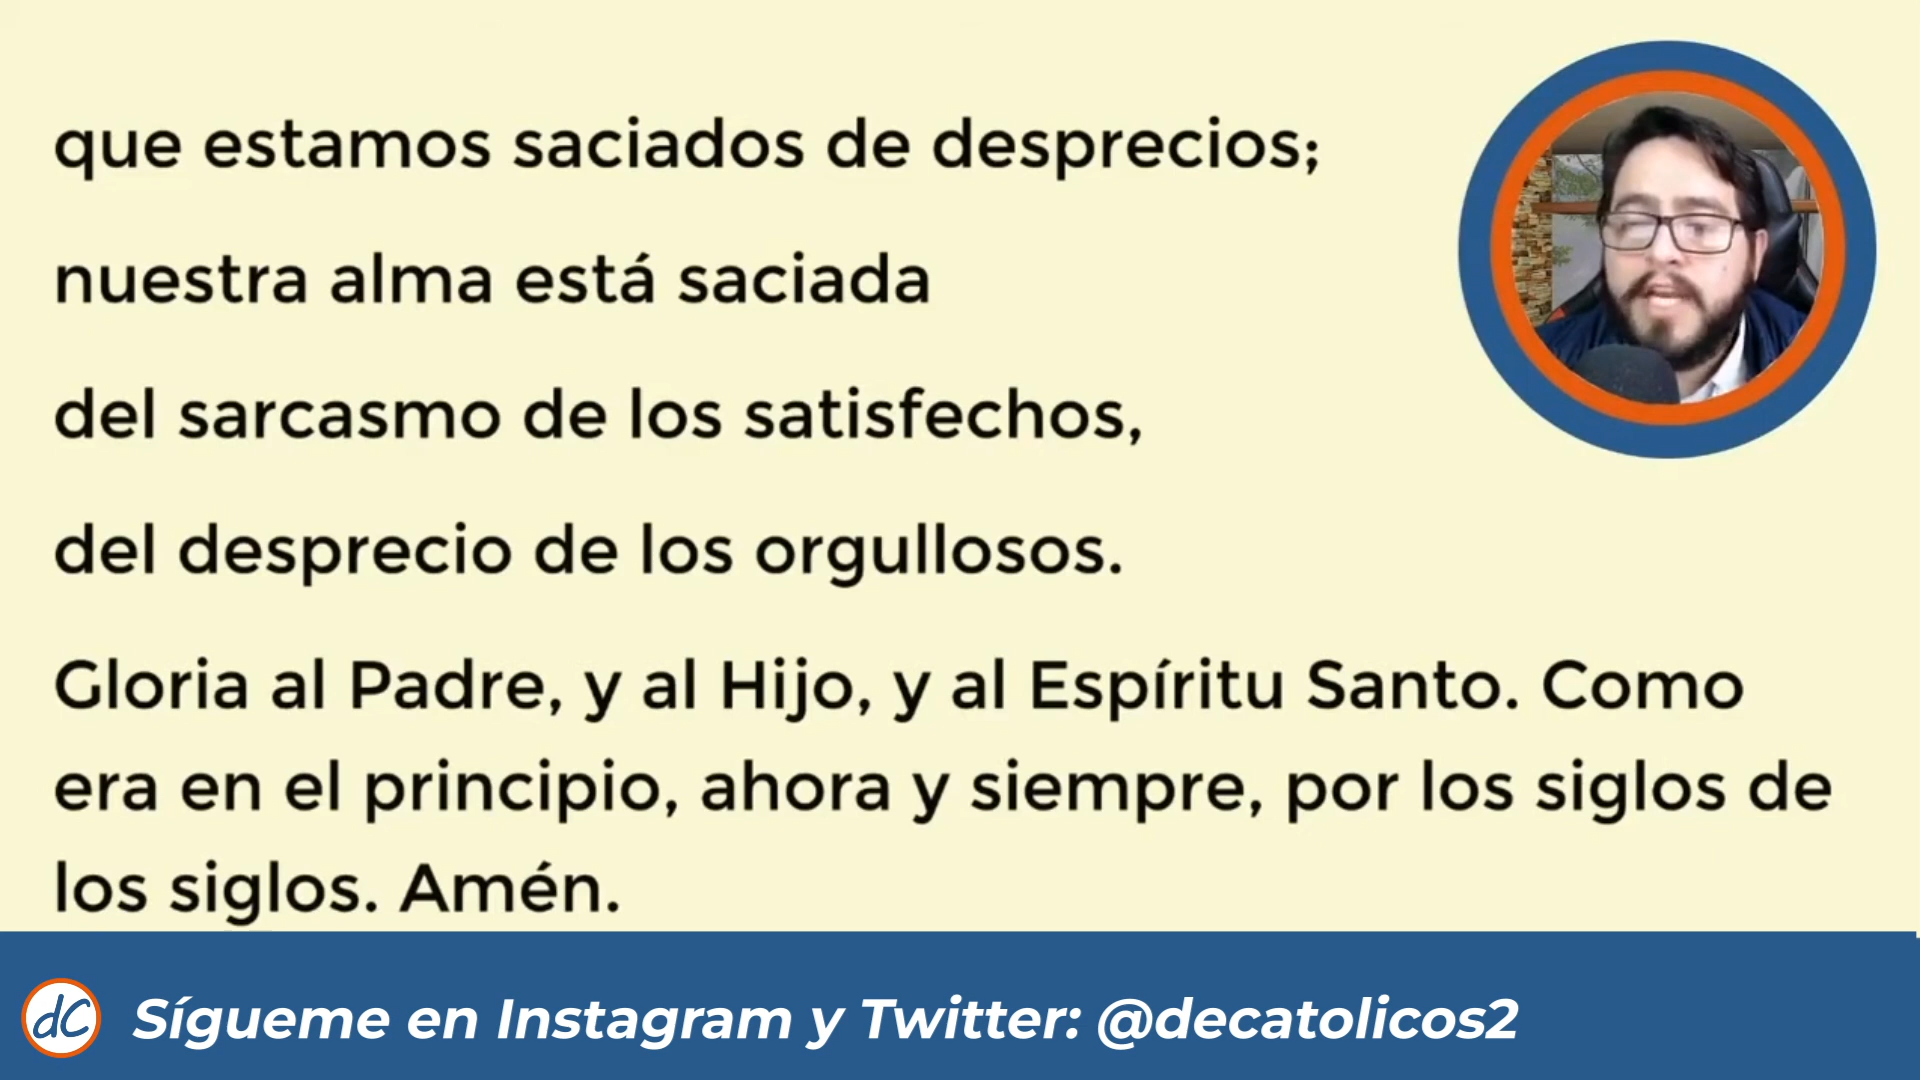 que estamos saciados de desprecios;
nuestra alma está saciada
del sarcasmo de los satisfechos,
del desprecio de los orgullosos.
Gloria al Padre, y al Hijo, y al Espíritu Santo. Como
era en el principio, ahora y siempre, por los siglos de
los siglos. Amén.
dC Sígueme en Instagram y Twitter: @decatolicos2